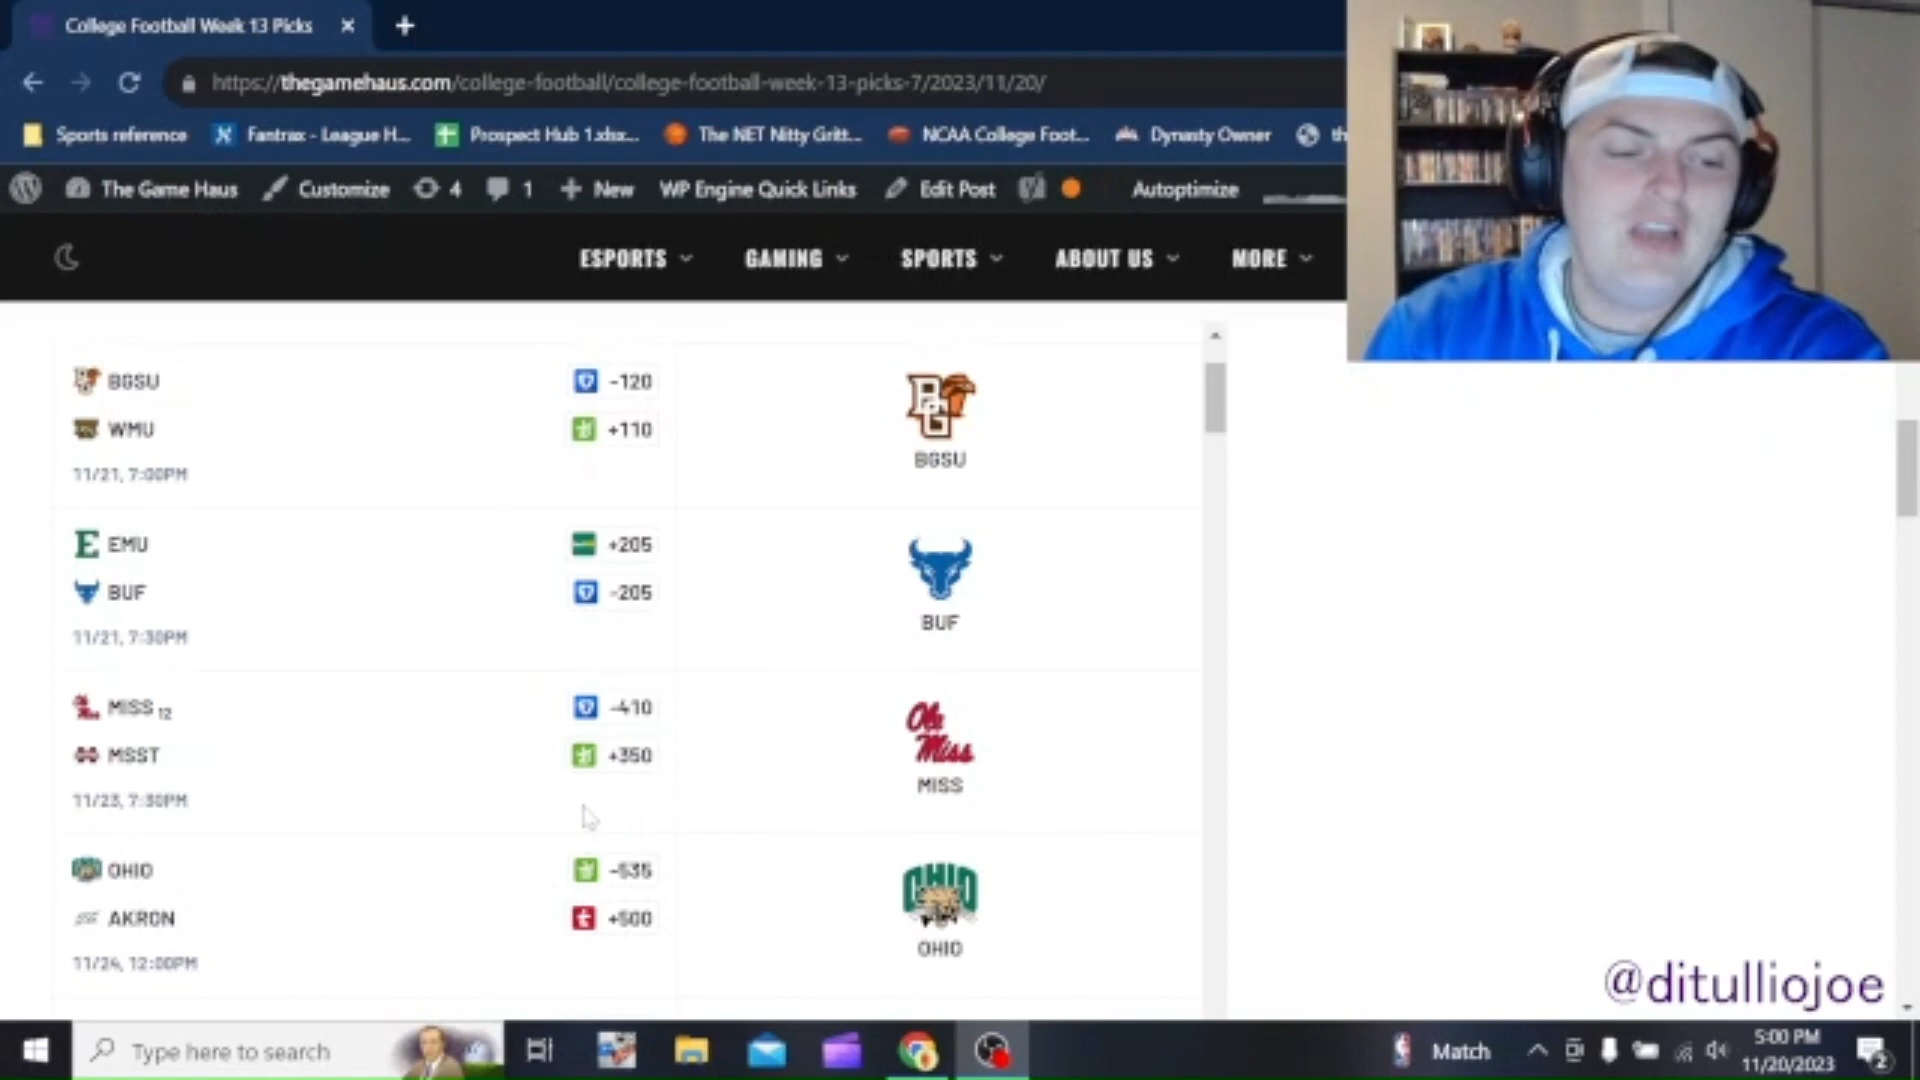 College Football Week 13 Picks
https://thegamehaus.com/college-football/college-football-week-13-picks-7/2023/11/20/
Sports reference Fantrax - League H... Prospect Hub 1.xlsx... The NET Nitty Gritt... NCAA College Foot... Dynasty Owner th
The Game Haus Customize 4 1 New WP Engine Quick Links Edit Post Autoptimize
ESPORTS GAMING SPORTS ABOUT US MORE
BGSU -120
WMU +110
11/21, 7:00PM
BG
BGSU
E EMU +205
BUF -205
11/21, 7:30PM
BUF
MISS 12 -410
MSST +350
11/23, 7:30PM
Ole Miss
MISS
OHIO -535
AKRON +500
11/24, 12:00PM
OHIO
OHIO
@ditulliojoe
Type here to search
Match
5:00 PM
11/20/2023
2